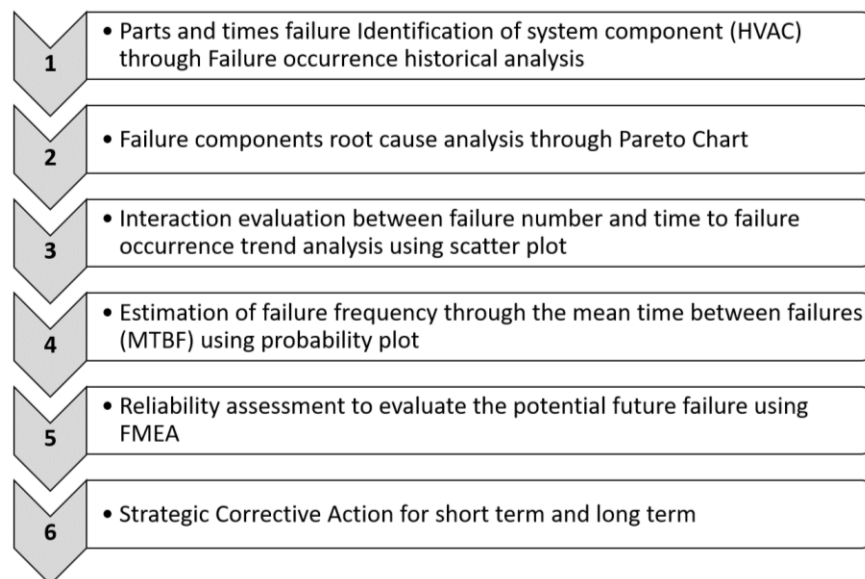 1
• Parts and times failure Identification of system component (HVAC)
through Failure occurrence historical analysis
2
• Failure components root cause analysis through Pareto Chart
3
• Interaction evaluation between failure number and time to failure
occurrence trend analysis using scatter plot
4
• Estimation of failure frequency through the mean time between failures
(MTBF) using probability plot
5
• Reliability assessment to evaluate the potential future failure using
FMEA
6
• Strategic Corrective Action for short term and long term